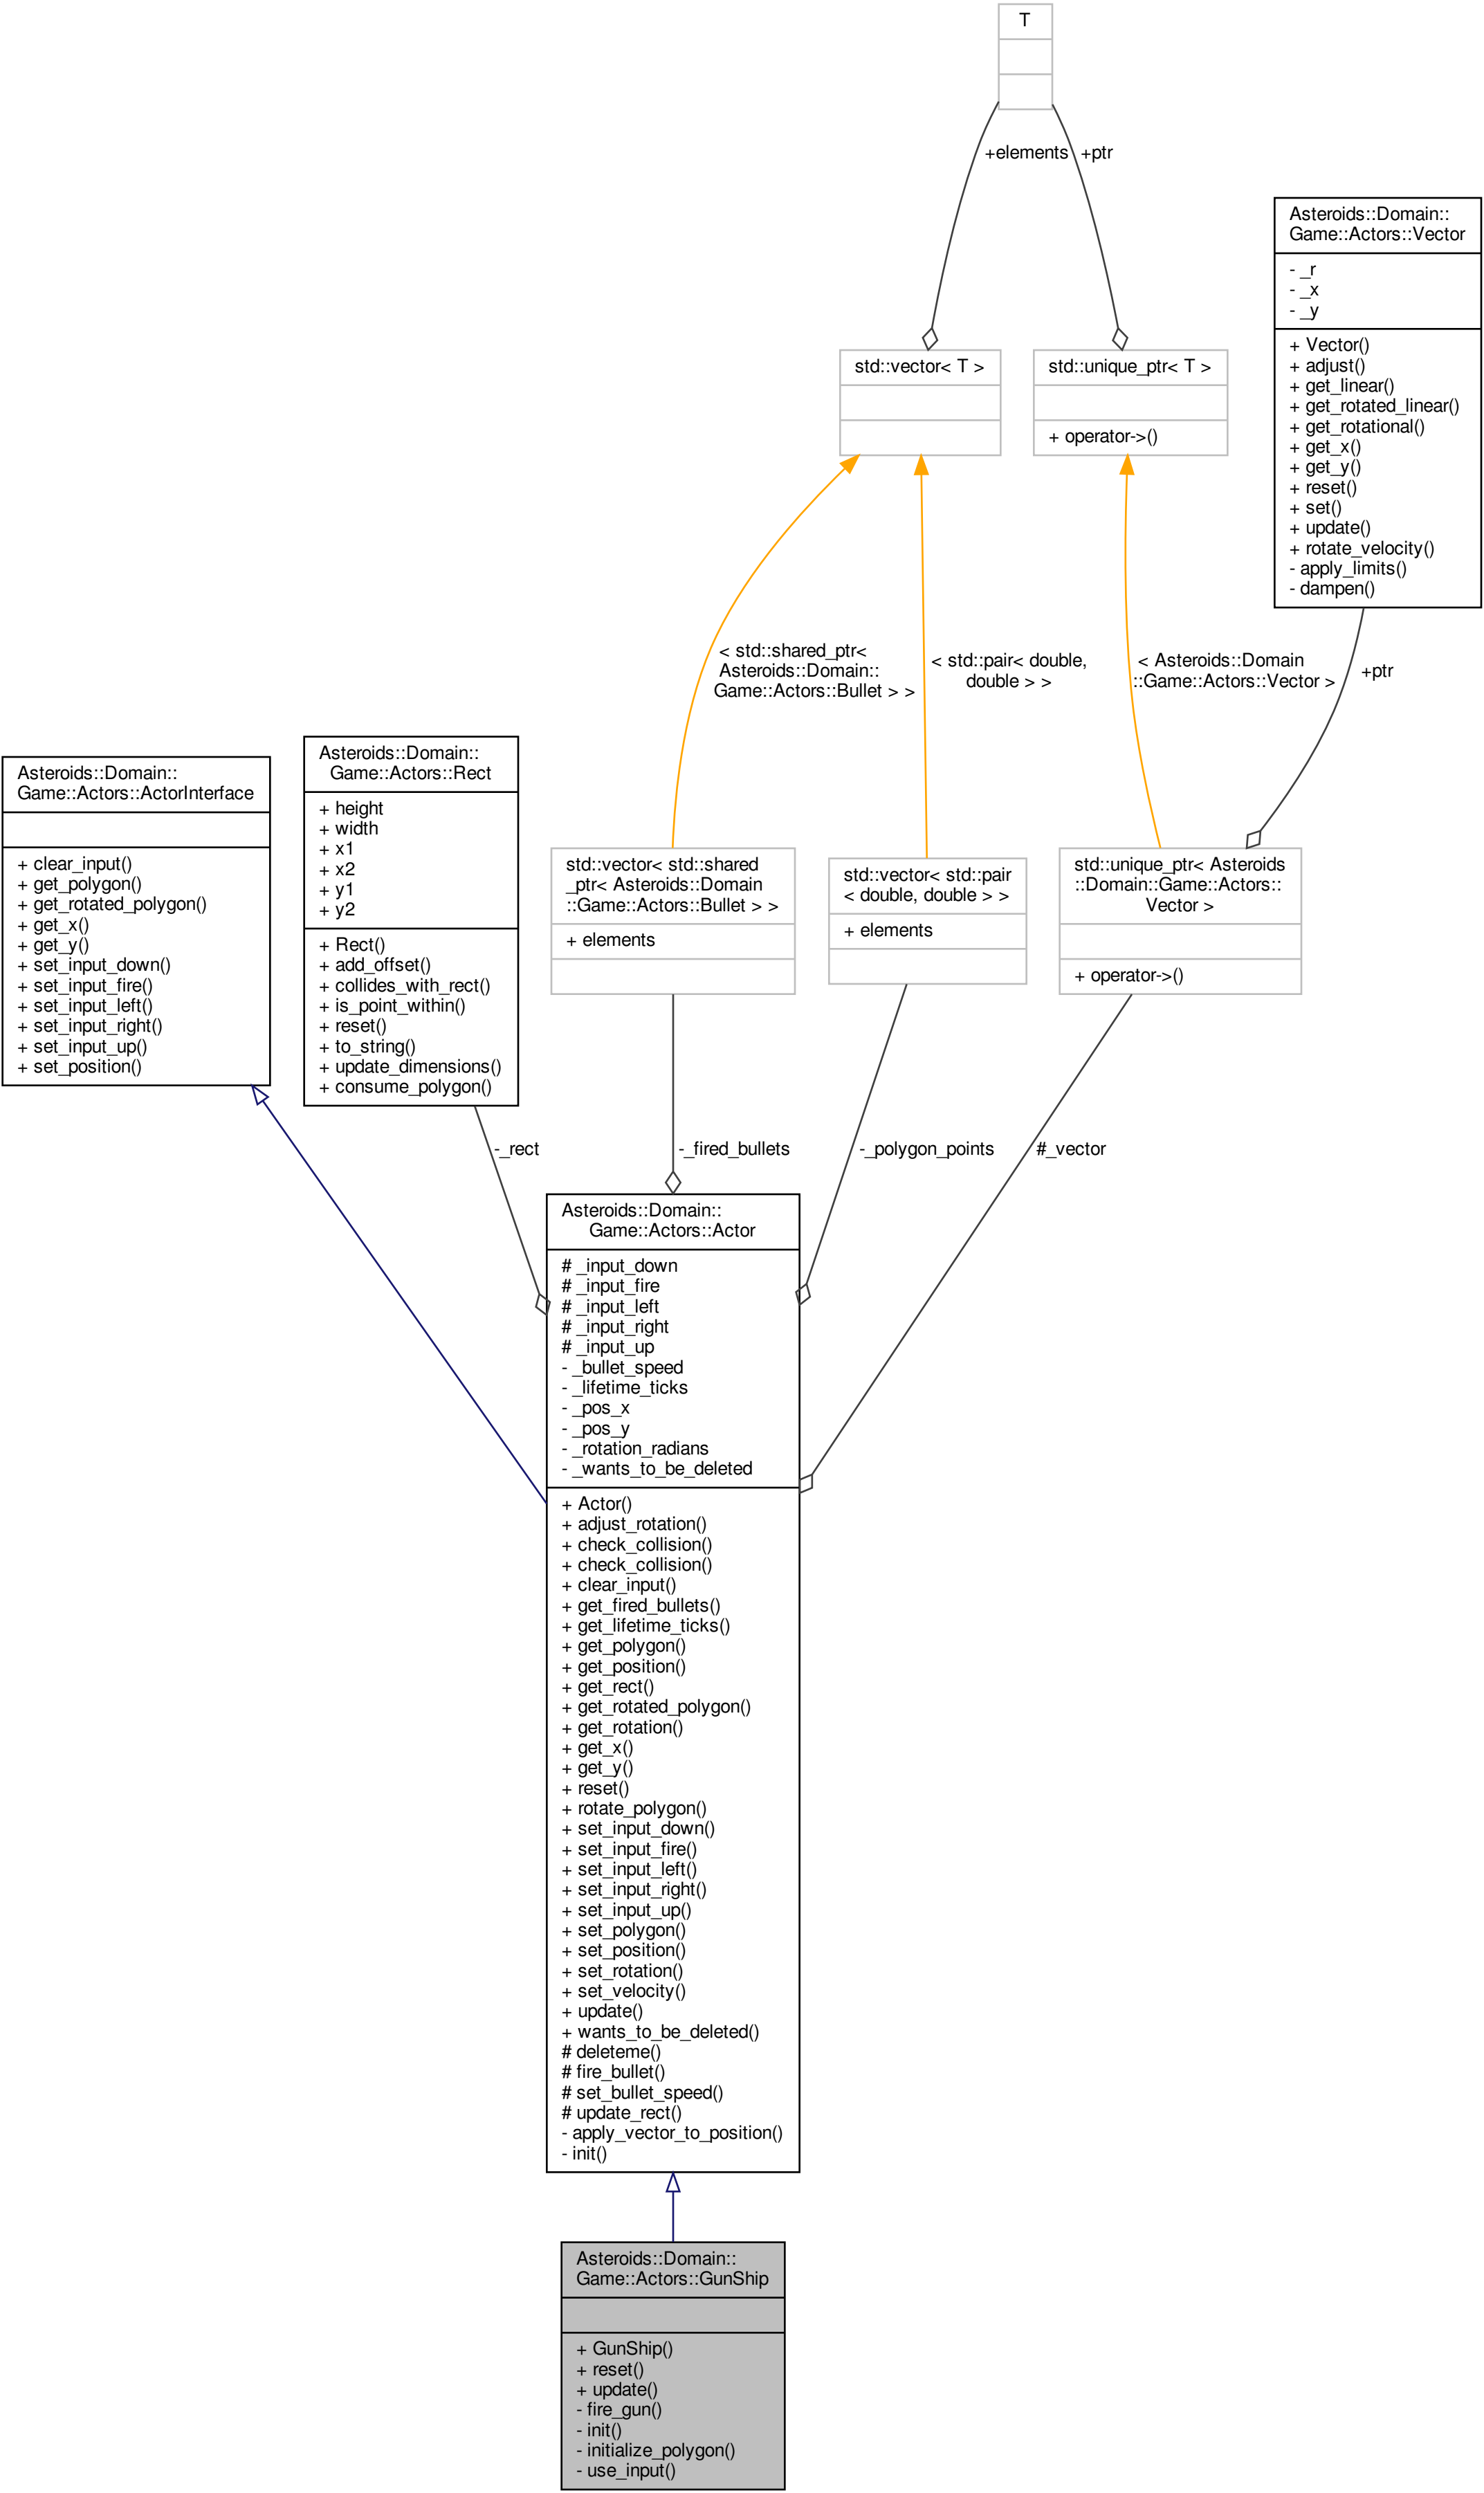 T
+elements
+ptr
Asteroids::Domain::
Game::Actors::Vector
- _r
- _x
- _y
+ Vector()
+ adjust()
+ get_linear()
+ get_rotated_linear()
+ get_rotational()
+ get_x()
+ get_y()
+ reset()
+ set()
+ update()
+ rotate_velocity()
- apply_limits()
- dampen()
std::vector< T >
std::unique_ptr< T >
+ operator->()
< std::shared_ptr<
Asteroids::Domain::
Game::Actors::Bullet > >
< std::pair< double,
double > >
< Asteroids::Domain
::Game::Actors::Vector >
+ptr
Asteroids::Domain::
Game::Actors::ActorInterface
+ clear_input()
+ get_polygon()
+ get_rotated_polygon()
+ get_x()
+ get_y()
+ set_input_down()
+ set_input_fire()
+ set_input_left()
+ set_input_right()
+ set_input_up()
+ set_position()
Asteroids::Domain::
Game::Actors::Rect
+ height
+ width
+ x1
+ x2
+ y1
+ y2
+ Rect()
+ add_offset()
+ collides_with_rect()
+ is_point_within()
+ reset()
+ to_string()
+ update_dimensions()
+ consume_polygon()
std::vector< std::shared
_ptr< Asteroids::Domain
::Game::Actors::Bullet > >
+ elements
std::vector< std::pair
< double, double > >
+ elements
std::unique_ptr< Asteroids
::Domain::Game::Actors::
Vector >
+ operator->()
-_rect
-_fired_bullets
-_polygon_points
#_vector
Asteroids::Domain::
Game::Actors::Actor
# _input_down
# _input_fire
# _input_left
# _input_right
# _input_up
- _bullet_speed
- _lifetime_ticks
- _pos_x
- _pos_y
- _rotation_radians
- _wants_to_be_deleted
+ Actor()
+ adjust_rotation()
+ check_collision()
+ check_collision()
+ clear_input()
+ get_fired_bullets()
+ get_lifetime_ticks()
+ get_polygon()
+ get_position()
+ get_rect()
+ get_rotated_polygon()
+ get_rotation()
+ get_x()
+ get_y()
+ reset()
+ rotate_polygon()
+ set_input_down()
+ set_input_fire()
+ set_input_left()
+ set_input_right()
+ set_input_up()
+ set_polygon()
+ set_position()
+ set_rotation()
+ set_velocity()
+ update()
+ wants_to_be_deleted()
# deleteme()
# fire_bullet()
# set_bullet_speed()
# update_rect()
- apply_vector_to_position()
- init()
Asteroids::Domain::
Game::Actors::GunShip
+ GunShip()
+ reset()
+ update()
- fire_gun()
- init()
- initialize_polygon()
- use_input()